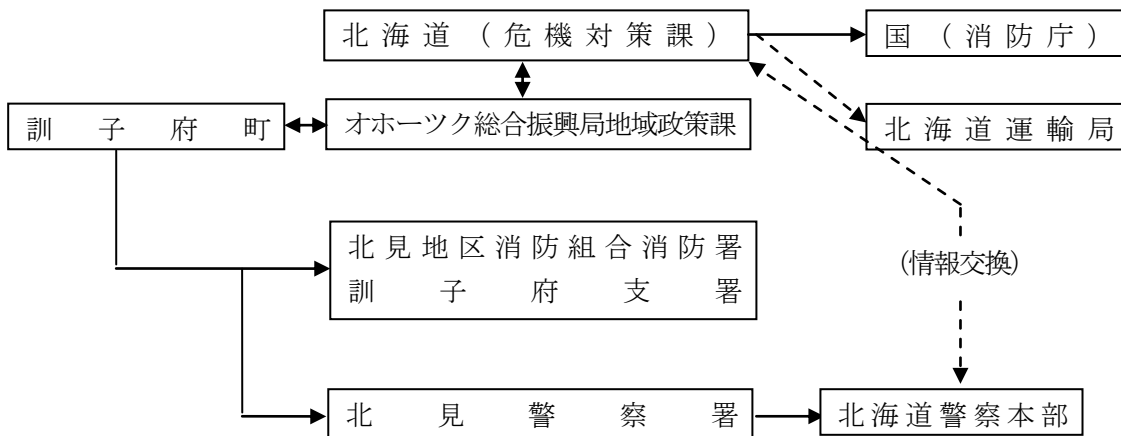 北海道（危機対策課）
国（消防庁）
訓子府町
オホーツク総合振興局地域政策課
北海道運輸局
北見地区消防組合消防署
訓子府支署
(情報交換)
北見警察署
北海道警察本部